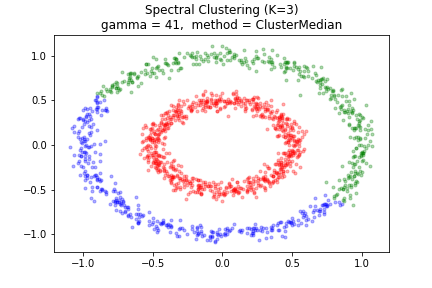 Spectral Clustering (K=3)
gamma = 41,  method = ClusterMedian
1.0
0.5
0.0
−0.5
−1.0
−1.0 −0.5 0.0 0.5 1.0